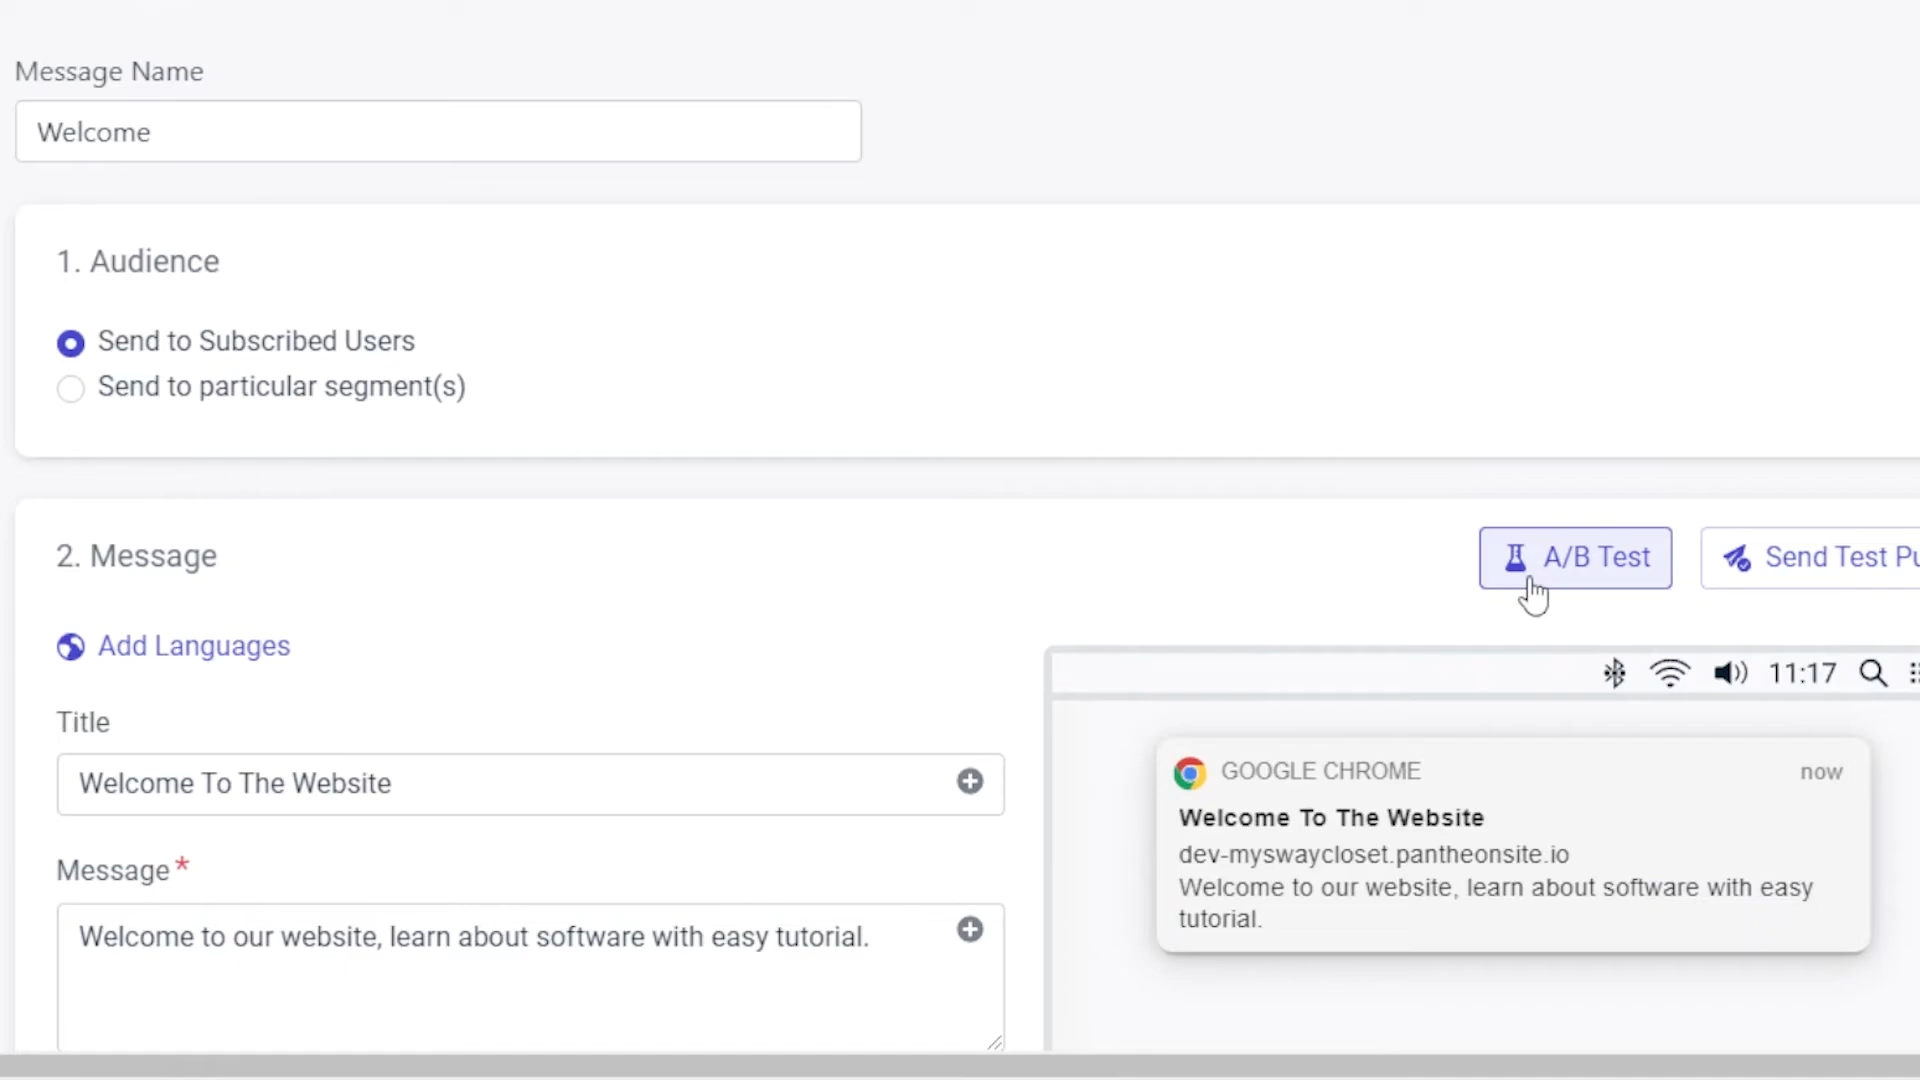 Message Name
Welcome
1. Audience
Send to Subscribed Users
Send to particular segment(s)
2. Message
A/B Test
Send Test Pu
Add Languages
11:17
Title
Welcome To The Website
GOOGLE CHROME
now
Welcome To The Website
dev-myswaycloset.pantheonsite.io
Welcome to our website, learn about software with easy
tutorial.
Message*
Welcome to our website, learn about software with easy tutorial.